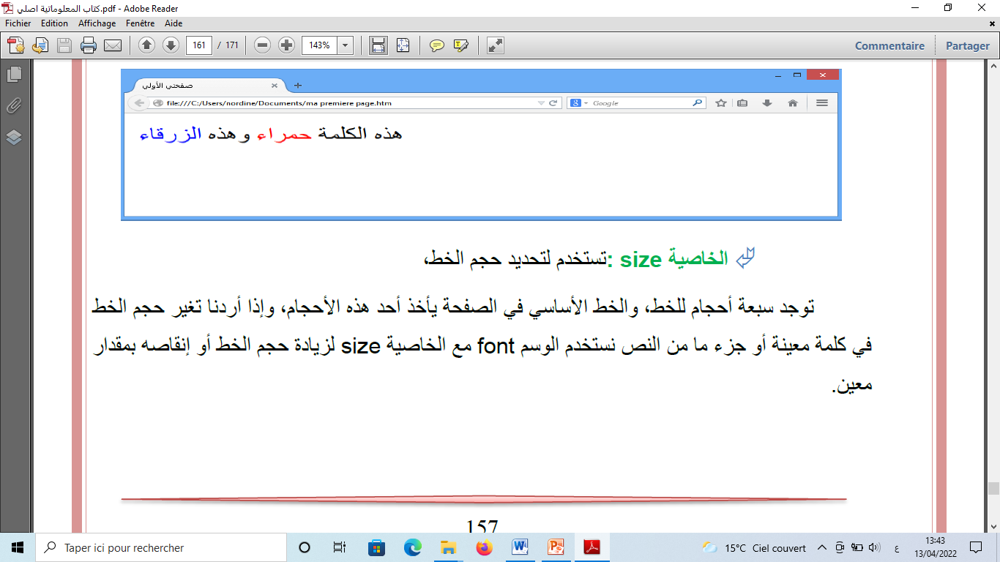 كتاب المعلوماتية اصلي.pdf - Adobe Reader
Fichier Edition Affichage Fenêtre Aide
161 / 171 143% Commentaire Partager
صفحتي الأولى
file:///C:/Users/nordine/Documents/ma premiere page.htm Google
هذه الكلمة حمراء وهذه الزرقاء
الخاصية size :تستخدم لتحديد حجم الخط،
توجد سبعة أحجام للخط، والخط الأساسي في الصفحة يأخذ أحد هذه الأحجام، وإذا أردنا تغير حجم الخط
في كلمة معينة أو جزء ما من النص نستخدم الوسم font مع الخاصية size لزيادة حجم الخط أو إنقاصه بمقدار
معين.
157
Taper ici pour rechercher 15°C Ciel couvert ع 13:43
13/04/2022